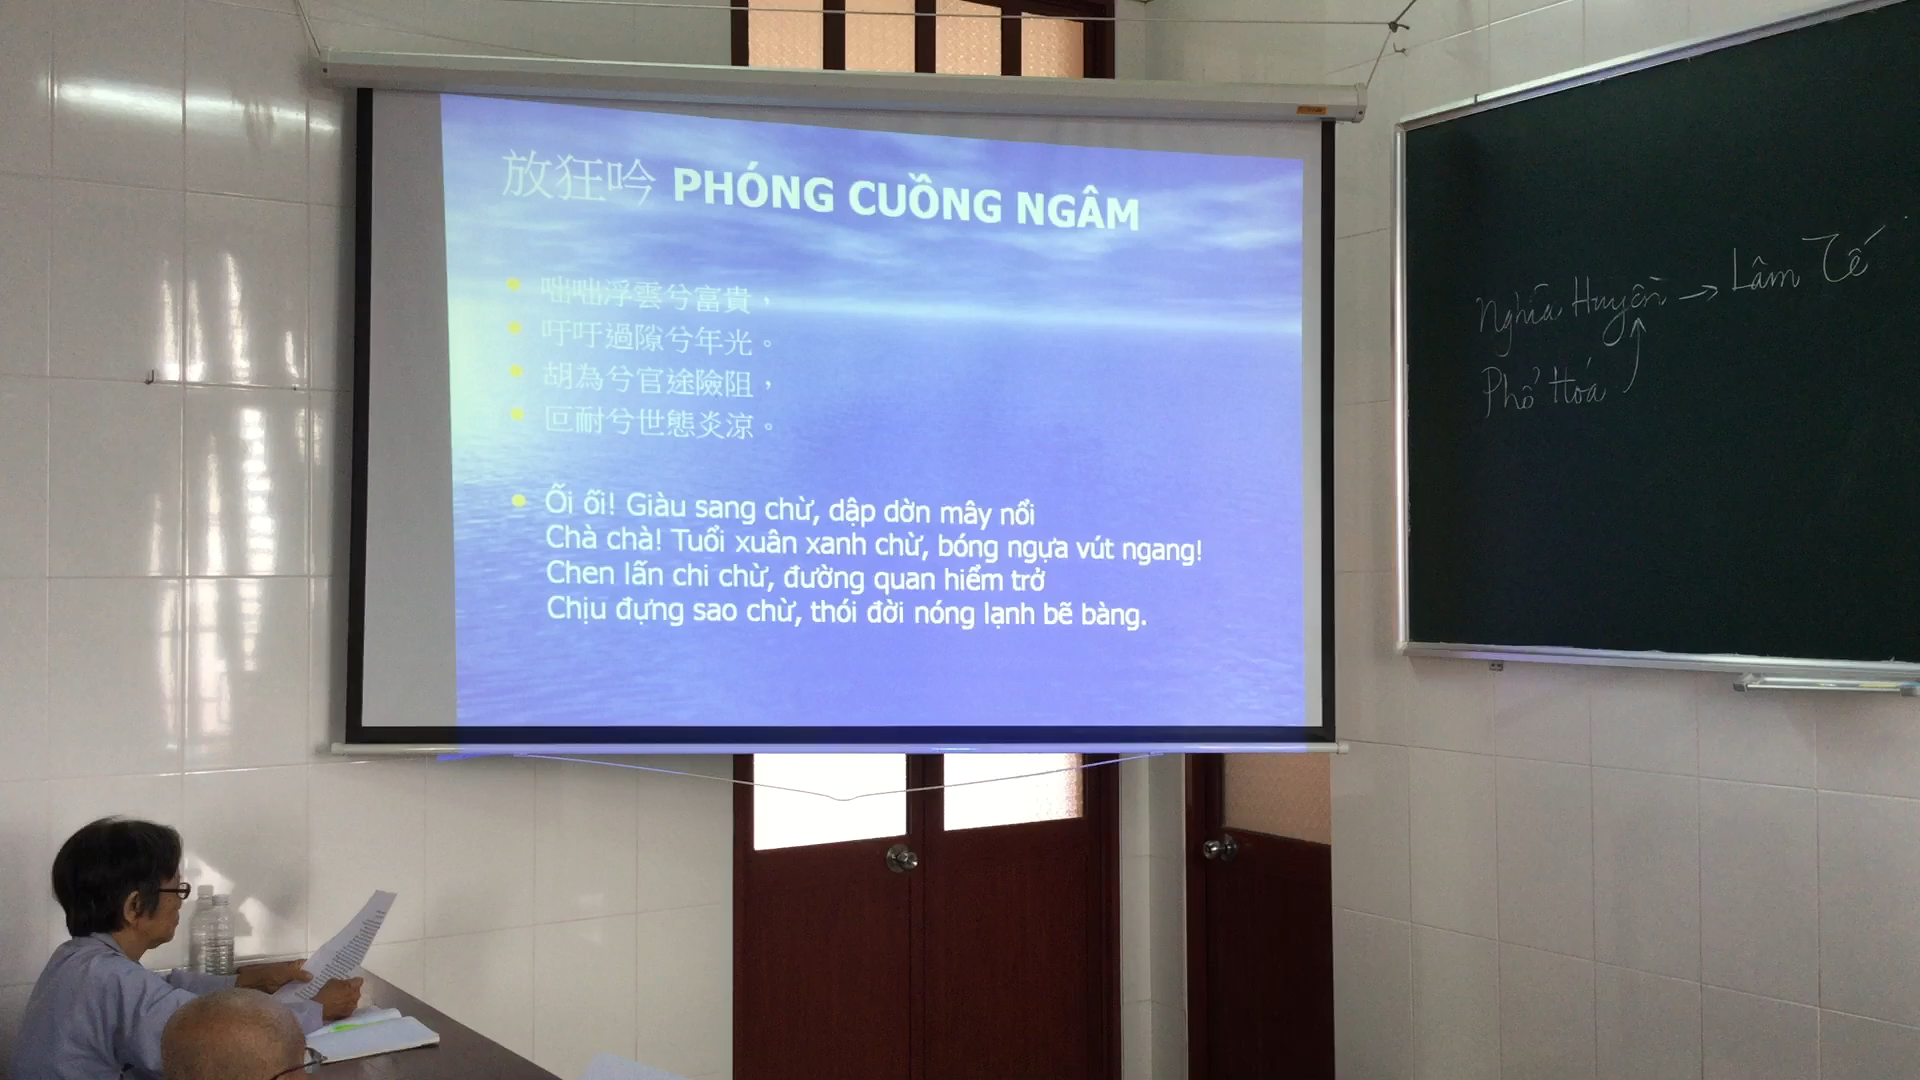 放狂吟 PHÓNG CUỒNG NGÂM
咄咄浮雲兮富貴，
吁吁過隙兮年光。
胡為兮官途險阻，
叵耐兮世態炎涼。
Ối ối! Giàu sang chừ, dập dờn mây nổi
Chà chà! Tuổi xuân xanh chừ, bóng ngựa vút ngang!
Chen lấn chi chừ, đường quan hiểm trở
Chịu đựng sao chừ, thói đời nóng lạnh bẽ bàng.
Nghĩa Huyền → Lâm Tế
Phổ Hóa